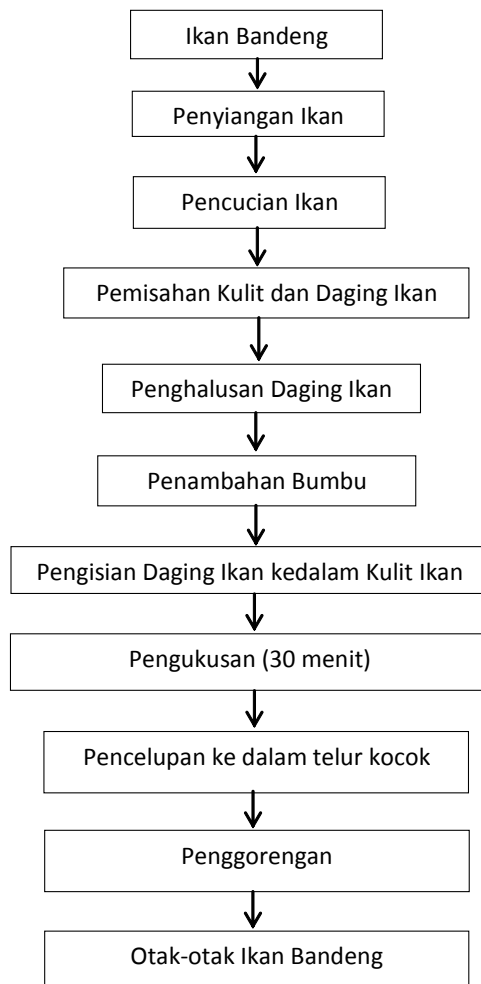 Ikan Bandeng
Penyiangan Ikan
Pencucian Ikan
Pemisahan Kulit dan Daging Ikan
Penghalusan Daging Ikan
Penambahan Bumbu
Pengisian Daging Ikan kedalam Kulit Ikan
Pengukusan (30 menit)
Pencelupan ke dalam telur kocok
Penggorengan
Otak-otak Ikan Bandeng